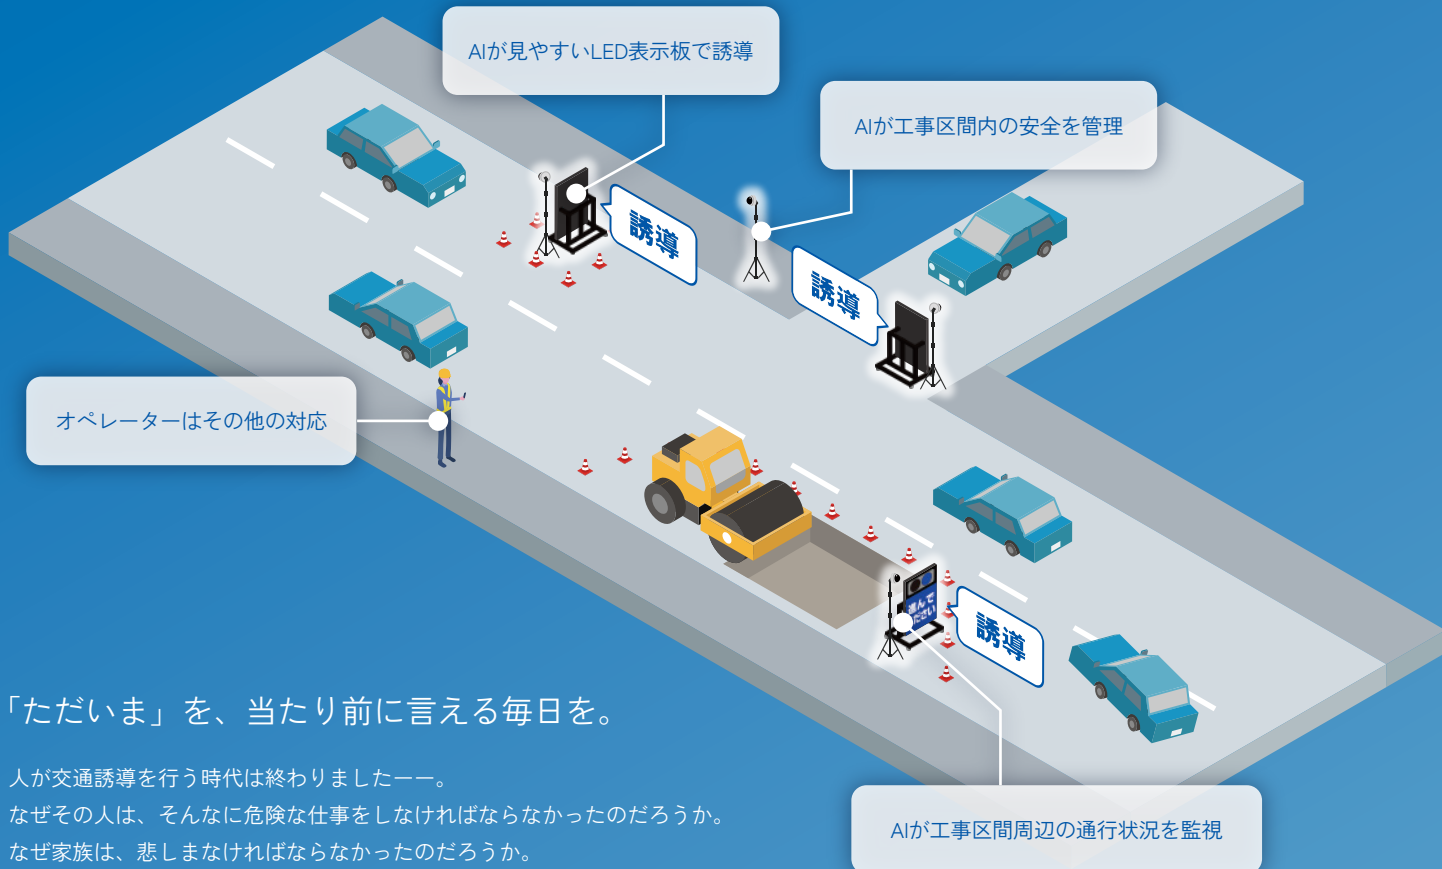 AIが見やすいLED表示板で誘導
AIが工事区間内の安全を管理
誘導
誘導
オペレーターはその他の対応
進んで
ください
誘導
「ただいま」を、当たり前に言える毎日を。
人が交通誘導を行う時代は終わりましたーー。
なぜその人は、そんなに危険な仕事をしなければならなかったのだろうか。
なぜ家族は、悲しまなければならなかったのだろうか。
AIが工事区間周辺の通行状況を監視